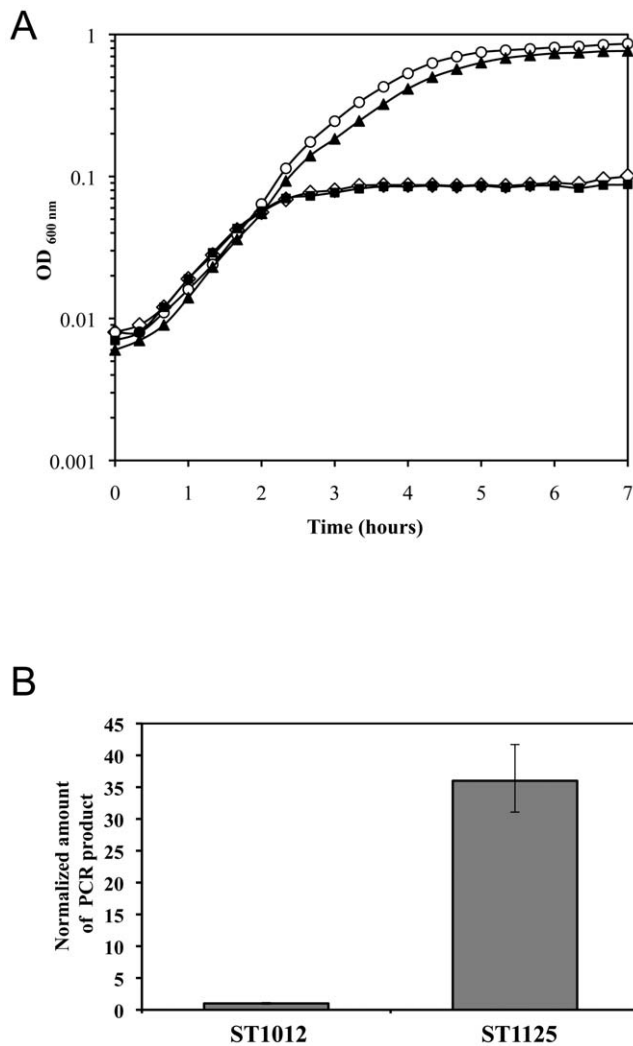 A
1
0.1
0.01
0.001
OD 600 nm
0 1 2 3 4 5 6 7
Time (hours)
B
45
40
35
30
25
20
15
10
5
0
Normalized amount
of PCR product
ST1012 ST1125